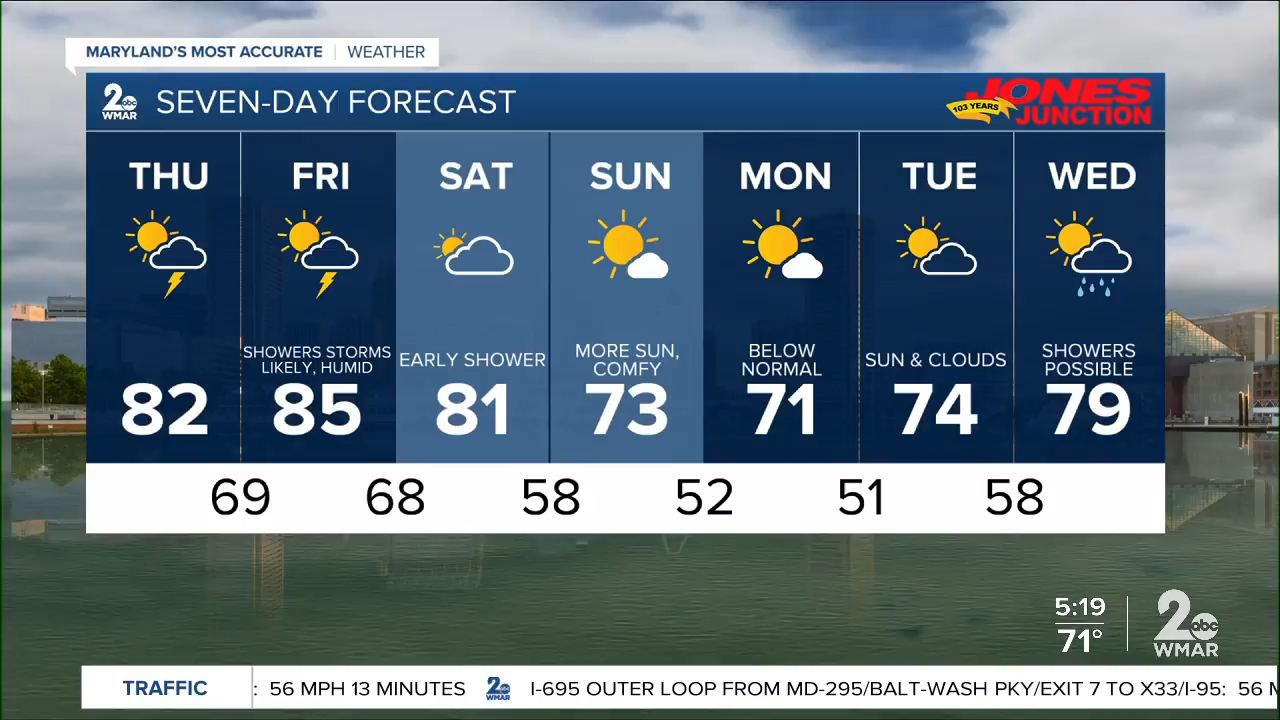 MARYLAND'S MOST ACCURATE | WEATHER
2 abc WMAR
SEVEN-DAY FORECAST
103 YEARS
JONES
JUNCTION
THU FRI SAT SUN MON TUE WED
SHOWERS STORMS
LIKELY, HUMID
EARLY SHOWER
MORE SUN,
COMFY
BELOW
NORMAL
SUN & CLOUDS
SHOWERS
POSSIBLE
82 85 81 73 71 74 79
69 68 58 52 51 58
5:19
71°
2 abc
WMAR
TRAFFIC : 56 MPH 13 MINUTES 2 I-695 OUTER LOOP FROM MD-295/BALT-WASH PKY/EXIT 7 TO X33/I-95: 56